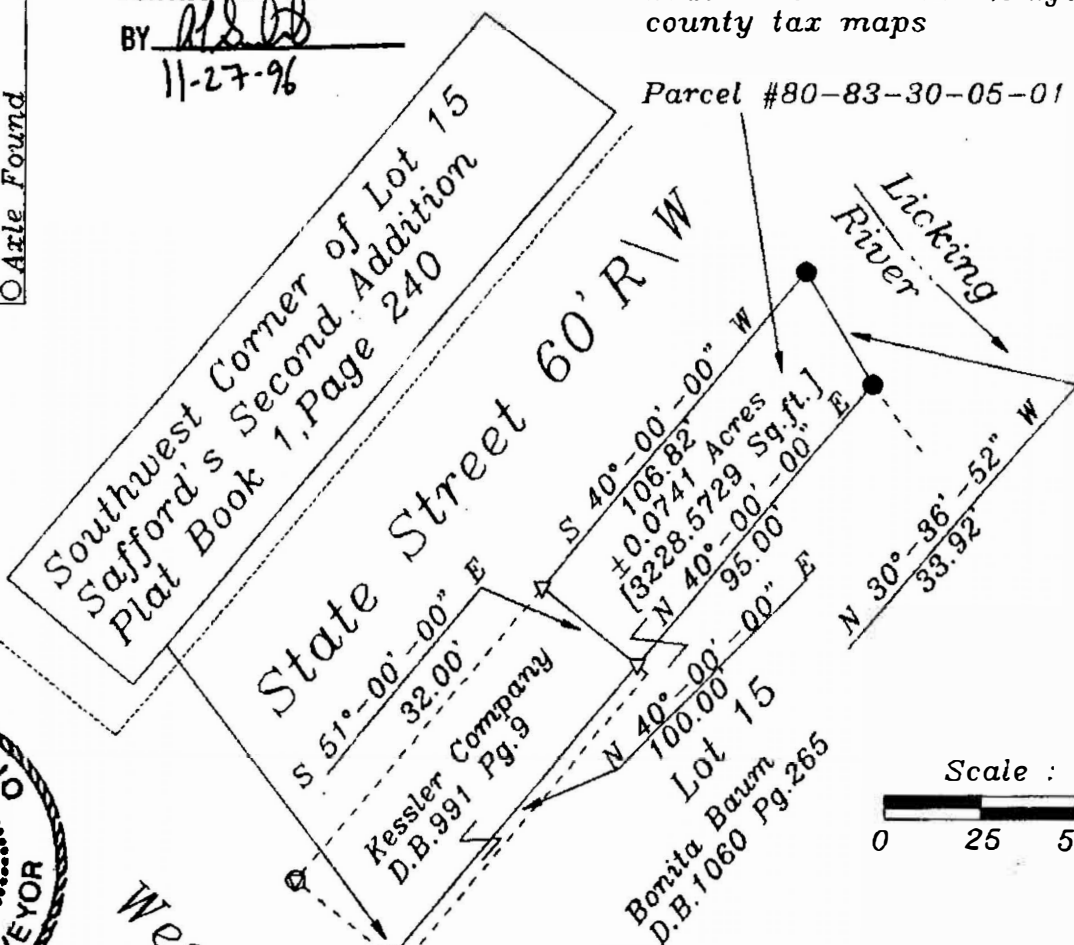 BY
11-27-96
county tax maps
Parcel #80-83-30-05-01
Axle Found
Southwest Corner of Lot 15
Safford's Second Addition
Plat Book 1, Page 240
State Street 60' R\W
Licking
River
S 40°-00'-00" W
106.82'
±0.0741 Acres
[3228.5729 Sq.ft.]
N 40°-00'-00" E
95.00'
N 30°-36'-52" W
33.92'
S 51°-00'-00" E
32.00'
Kessler Company
D.B.991 Pg.9
N 40°-00'-00" E
100.00'
Lot 15
Bonita Baum
D.B.1060 Pg.265
Scale :
0 25 5